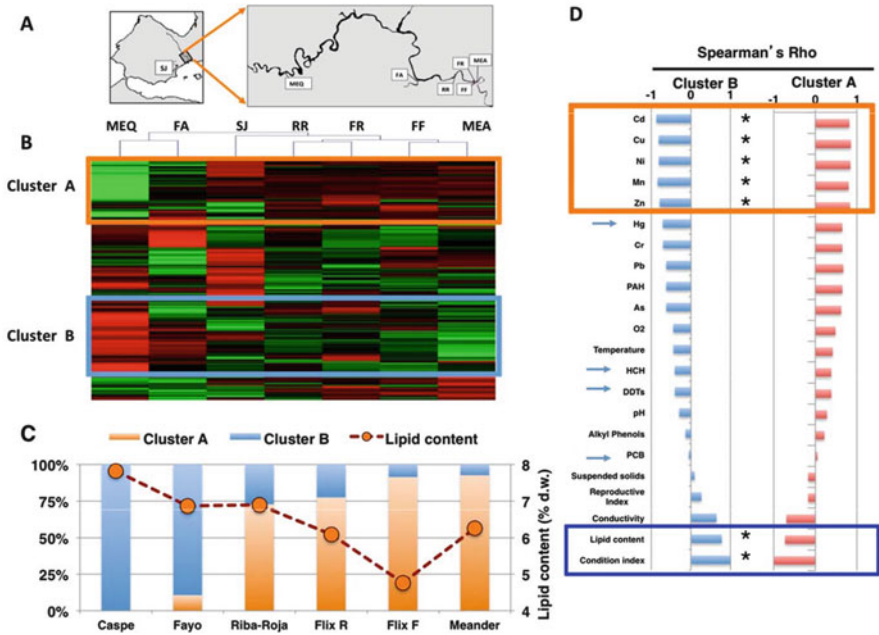 A
SJ
MEQ
FA
FR
MEA
RR
FF
B
MEQ FA SJ RR FR FF MEA
Cluster A
Cluster B
C
Cluster A Cluster B Lipid content
100%
75%
50%
25%
0%
8
7
6
5
4
Lipid content (% d.w.)
Caspe Fayo Riba-Roja Flix R Flix F Meander
D
Spearman's Rho
Cluster B Cluster A
-1 0 1 -1 0 1
Cd *
Cu *
Ni *
Mn *
Zn *
Hg
Cr
Pb
PAH
As
O2
Temperature
HCH
DDTs
pH
Alkyl Phenols
PCB
Suspended solids
Reproductive
Index
Conductivity
Lipid content *
Condition index *